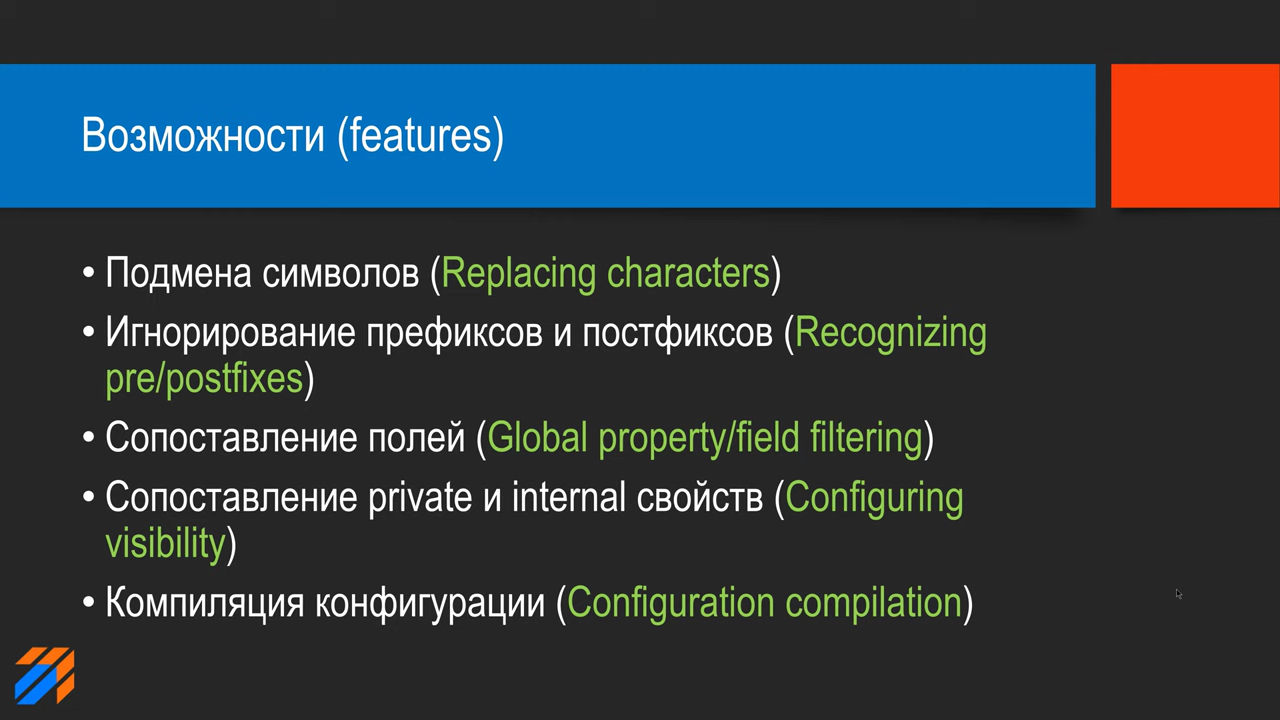 Возможности (features)
• Подмена символов (Replacing characters)
• Игнорирование префиксов и постфиксов (Recognizing
pre/postfixes)
• Сопоставление полей (Global property/field filtering)
• Сопоставление private и internal свойств (Configuring
visibility)
• Компиляция конфигурации (Configuration compilation)